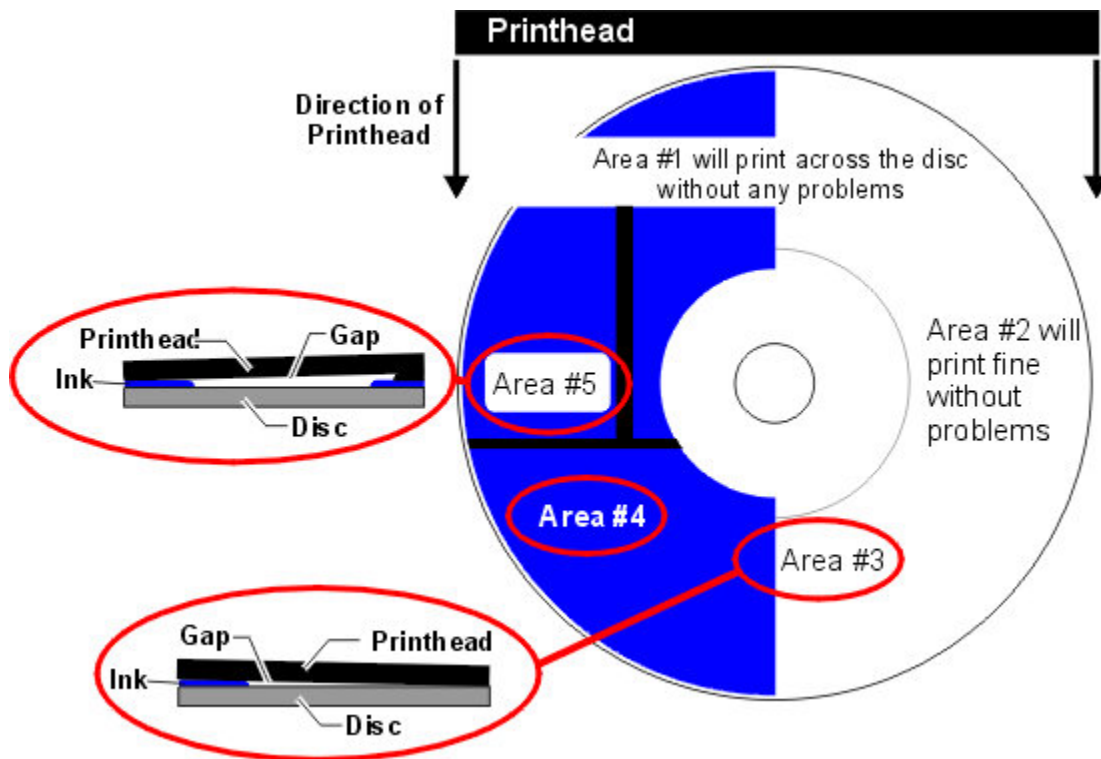 Printhead
Direction of
Printhead
Area #1 will print across the disc
without any problems
Printhead
Gap
Ink
Disc
Area #5
Area #2 will
print fine
without
problems
Area #4
Area #3
Gap
Printhead
Ink
Disc